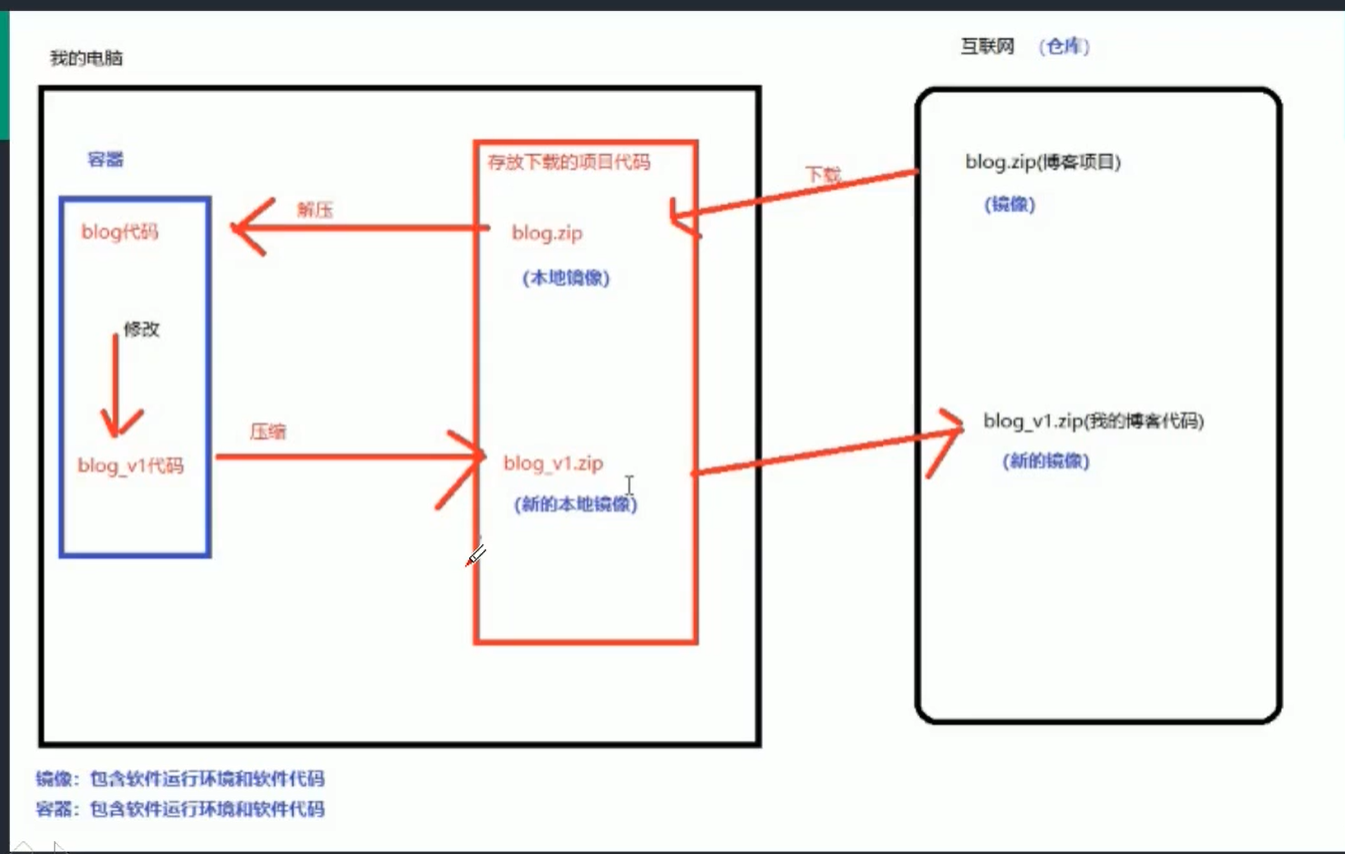 我的电脑
互联网 (仓库)
容器
存放下载的项目代码
下载
blog.zip(博客项目)
(镜像)
解压
blog代码
blog.zip
(本地镜像)
修改
压缩
blog_v1.zip(我的博客代码)
(新的镜像)
blog_v1代码
blog_v1.zip
(新的本地镜像)
镜像：包含软件运行环境和软件代码
容器：包含软件运行环境和软件代码